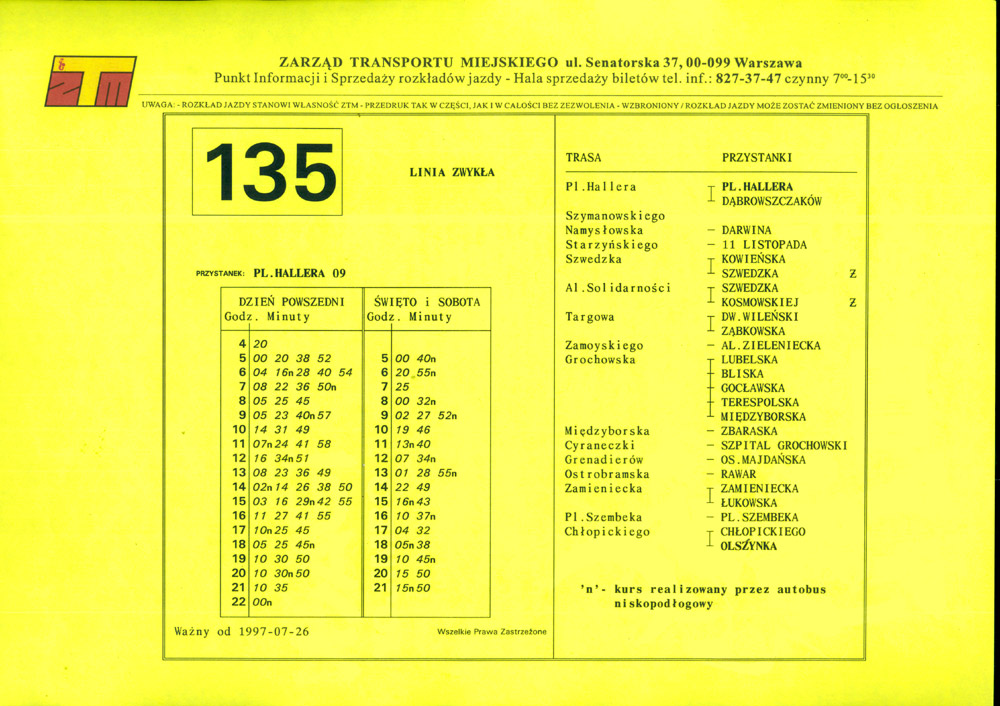 ZTM
ZARZĄD TRANSPORTU MIEJSKIEGO ul. Senatorska 37, 00-099 Warszawa
Punkt Informacji i Sprzedaży rozkładów jazdy - Hala sprzedaży biletów tel. inf.: 827-37-47 czynny 7⁰⁰-15³⁰
UWAGA: - ROZKŁAD JAZDY STANOWI WŁASNOŚĆ ZTM - PRZEDRUK TAK W CZĘŚCI, JAK I W CAŁOŚCI BEZ ZEZWOLENIA - WZBRONIONY / ROZKŁAD JAZDY MOŻE ZOSTAĆ ZMIENIONY BEZ OGŁOSZENIA
135
LINIA ZWYKŁA
PRZYSTANEK: PL.HALLERA 09
DZIEŃ POWSZEDNI ŚWIĘTO i SOBOTA
Godz. Minuty Godz. Minuty
4 20
5 00 20 38 52 5 00 40n
6 04 16n 28 40 54 6 20 55n
7 08 22 36 50n 7 25
8 05 25 45 8 00 32n
9 05 23 40n 57 9 02 27 52n
10 14 31 49 10 19 46
11 07n 24 41 58 11 13n 40
12 16 34n 51 12 07 34n
13 08 23 36 49 13 01 28 55n
14 02n 14 26 38 50 14 22 49
15 03 16 29n 42 55 15 16n 43
16 11 27 41 55 16 10 37n
17 10n 25 45 17 04 32
18 05 25 45n 18 05n 38
19 10 30 50 19 10 45n
20 10 30n 50 20 15 50
21 10 35 21 15n 50
22 00n
Ważny od 1997-07-26 Wszelkie Prawa Zastrzeżone
TRASA PRZYSTANKI
Pl.Hallera PL.HALLERA
DĄBROWSZCZAKÓW
Szymanowskiego
Namysłowska - DARWINA
Starzyńskiego - 11 LISTOPADA
Szwedzka KOWIEŃSKA
SZWEDZKA Ż
Al.Solidarności SZWEDZKA
KOSMOWSKIEJ Ż
Targowa DW.WILEŃSKI
ZĄBKOWSKA
Zamoyskiego - AL.ZIELENIECKA
Grochowska LUBELSKA
BLISKA
GOCŁAWSKA
TERESPOLSKA
MIĘDZYBORSKA
Międzyborska - ZBARASKA
Cyraneczki - SZPITAL GROCHOWSKI
Grenadierów - OS.MAJDAŃSKA
Ostrobramska - RAWAR
Zamieniecka ZAMIENIECKA
ŁUKOWSKA
Pl.Szembeka - PL.SZEMBEKA
Chłopickiego CHŁOPICKIEGO
OLSZYNKA
'n'- kurs realizowany przez autobus
niskopodłogowy